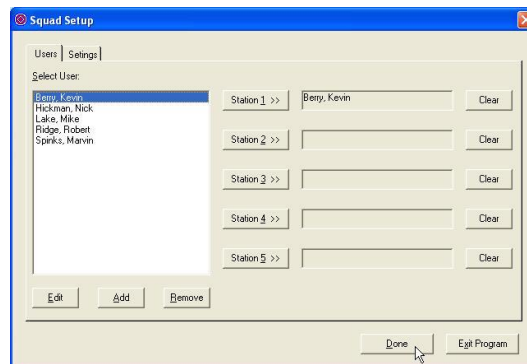 Squad Setup
Users Setings
Select User:
Berry, Kevin
Hickman, Nick
Lake, Mike
Ridge, Robert
Spinks, Marvin
Station 1 >> Berry, Kevin Clear
Station 2 >> Clear
Station 3 >> Clear
Station 4 >> Clear
Station 5 >> Clear
Edit Add Remove
Done Exit Program